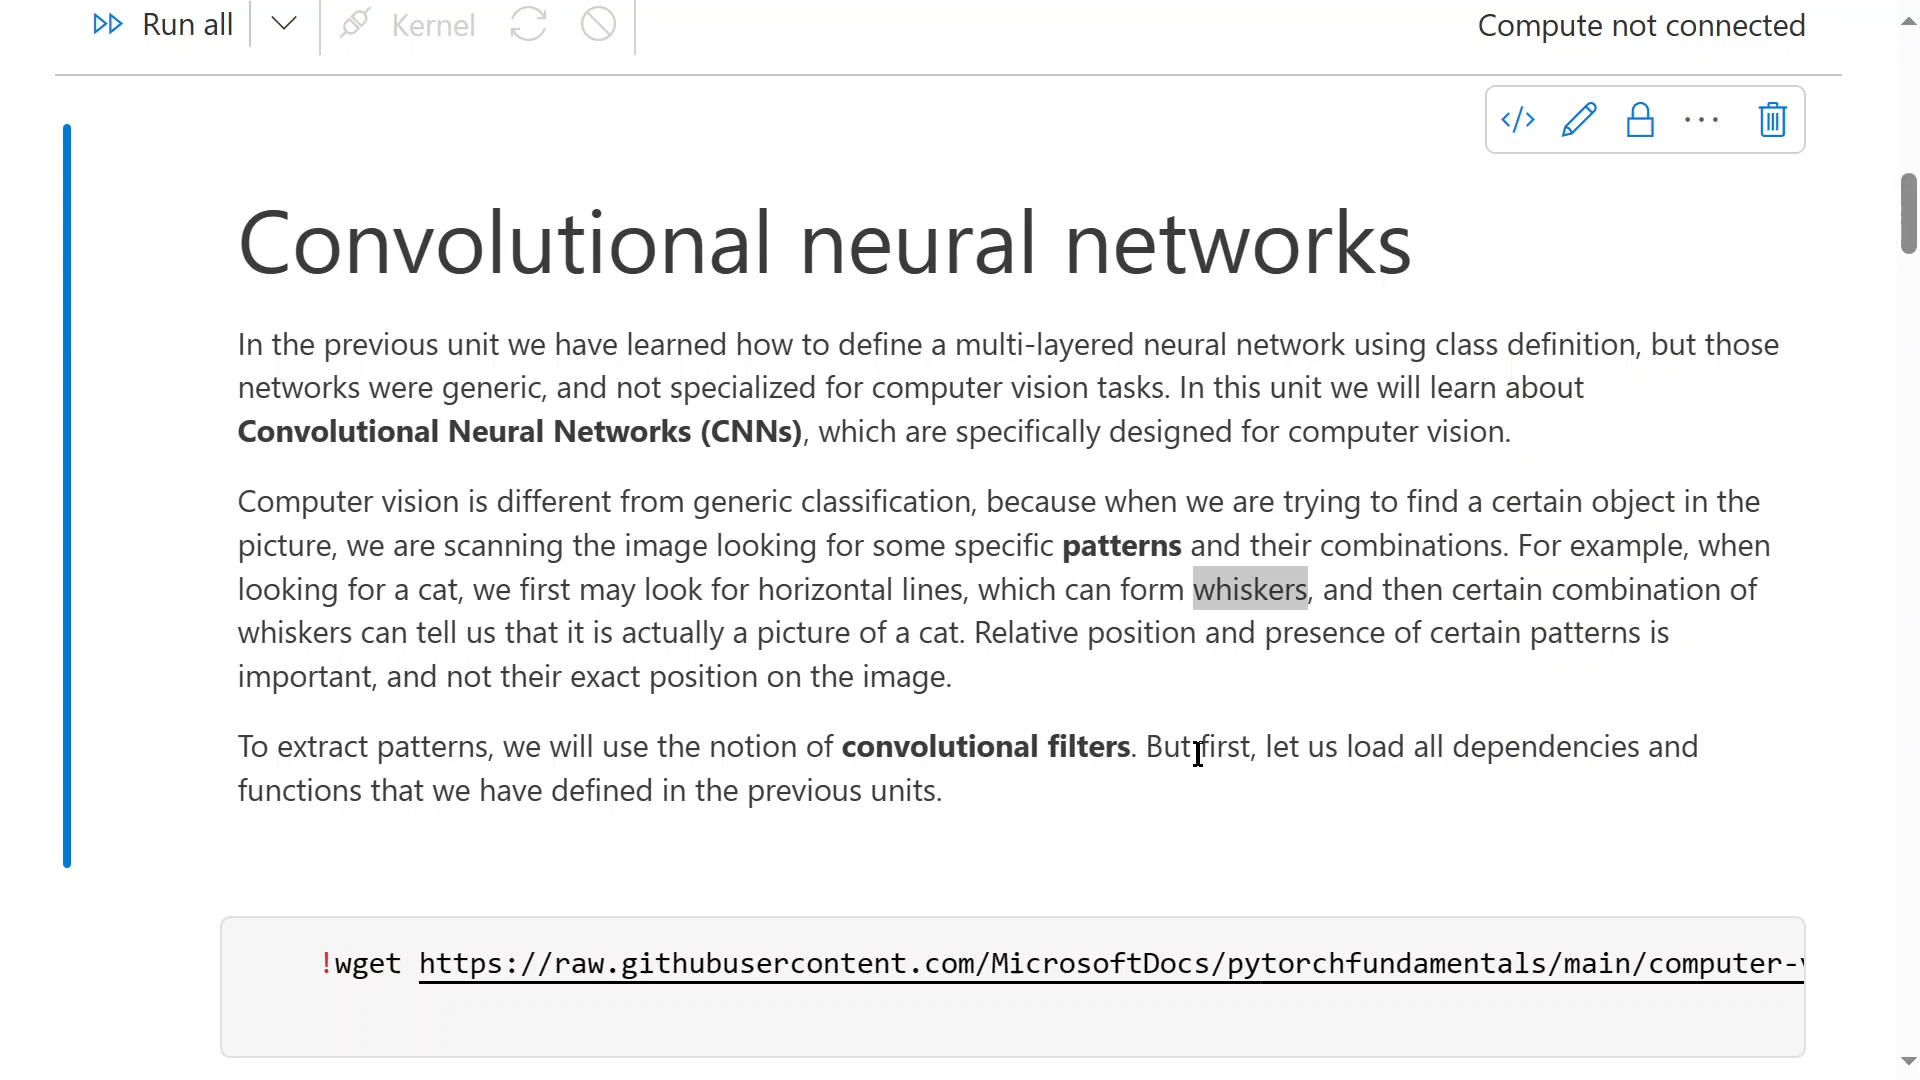 Run all
Kernel
Compute not connected
Convolutional neural networks
In the previous unit we have learned how to define a multi-layered neural network using class definition, but those
networks were generic, and not specialized for computer vision tasks. In this unit we will learn about
Convolutional Neural Networks (CNNs), which are specifically designed for computer vision.
Computer vision is different from generic classification, because when we are trying to find a certain object in the
picture, we are scanning the image looking for some specific patterns and their combinations. For example, when
looking for a cat, we first may look for horizontal lines, which can form whiskers, and then certain combination of
whiskers can tell us that it is actually a picture of a cat. Relative position and presence of certain patterns is
important, and not their exact position on the image.
To extract patterns, we will use the notion of convolutional filters. But first, let us load all dependencies and
functions that we have defined in the previous units.
!wget https://raw.githubusercontent.com/MicrosoftDocs/pytorchfundamentals/main/computer-